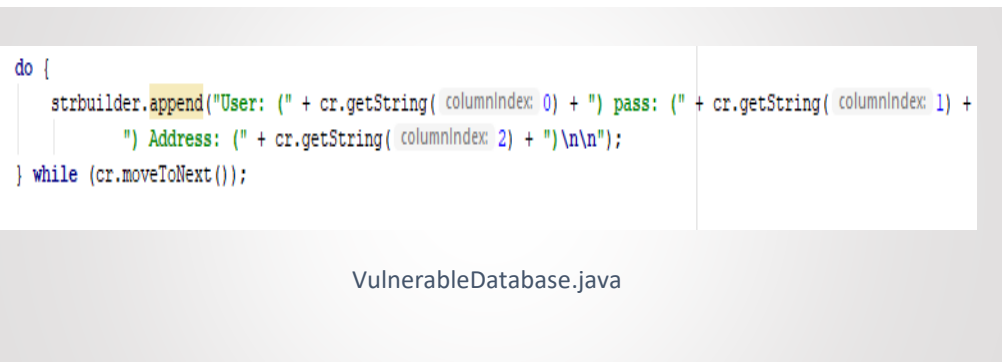 do {
strbuilder.append("User: (" + cr.getString( columnIndex: 0) + ") pass: (" + cr.getString( columnIndex: 1) +
") Address: (" + cr.getString( columnIndex: 2) + ")\n\n");
} while (cr.moveToNext());
VulnerableDatabase.java